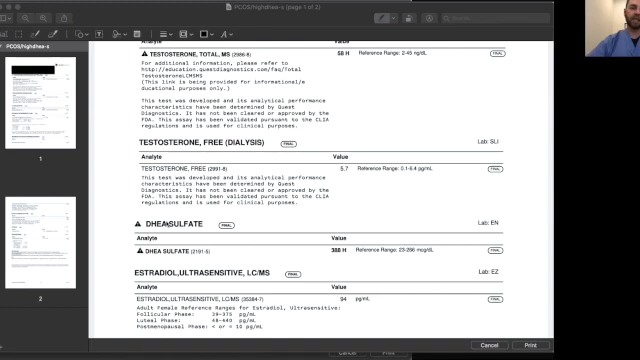 PCOS/highdhea-s (page 1 of 2)
Search
PCOS/highdhea-s
1
2
Analyte Value
TESTOSTERONE, TOTAL, MS (2986-8) 58 H Reference Range: 2-45 ng/dL FINAL
For additional information, please refer to
http://education.questdiagnostics.com/faq/Total
TestosteroneLCMSMS
(This link is being provided for informational/e
ducational purposes only.)
This test was developed and its analytical performance
characteristics have been determined by Quest
Diagnostics. It has not been cleared or approved by the
FDA. This assay has been validated pursuant to the CLIA
regulations and is used for clinical purposes.
TESTOSTERONE, FREE (DIALYSIS) FINAL Lab: SLI
Analyte Value
TESTOSTERONE, FREE (2991-8) 5.7 Reference Range: 0.1-6.4 pg/mL FINAL
This test was developed and its analytical performance
characteristics have been determined by Quest
Diagnostics. It has not been cleared or approved by the
FDA. This assay has been validated pursuant to the CLIA
regulations and is used for clinical purposes.
DHEA SULFATE FINAL Lab: EN
Analyte Value
DHEA SULFATE (2191-5) 388 H Reference Range: 23-266 mcg/dL FINAL
ESTRADIOL,ULTRASENSITIVE, LC/MS FINAL Lab: EZ
Analyte Value
ESTRADIOL,ULTRASENSITIVE, LC/MS (35384-7) 94 pg/mL FINAL
Adult Female Reference Ranges for Estradiol, Ultrasensitive:
Follicular Phase: 39-375 pg/mL
Luteal Phase: 48-440 pg/mL
Postmenopausal Phase: < or = 10 pg/mL
Cancel Print